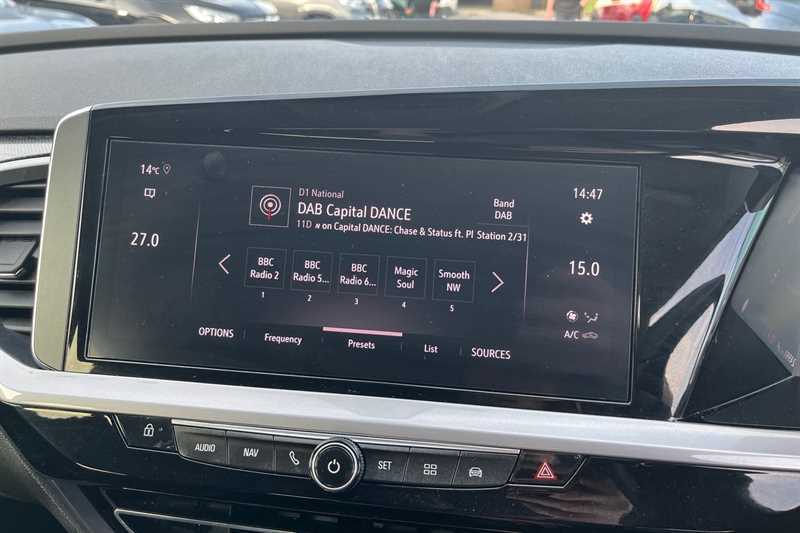 14°C
14:47
D1 National
DAB Capital DANCE
Band
DAB
11D w on Capital DANCE: Chase & Status ft. Pl Station 2/31
27.0
15.0
BBC
Radio 2
BBC
Radio 5...
BBC
Radio 6...
Magic
Soul
Smooth
NW
1
2
3
4
5
A/C
OPTIONS
Frequency
Presets
List
SOURCES
AUDIO
NAV
SET